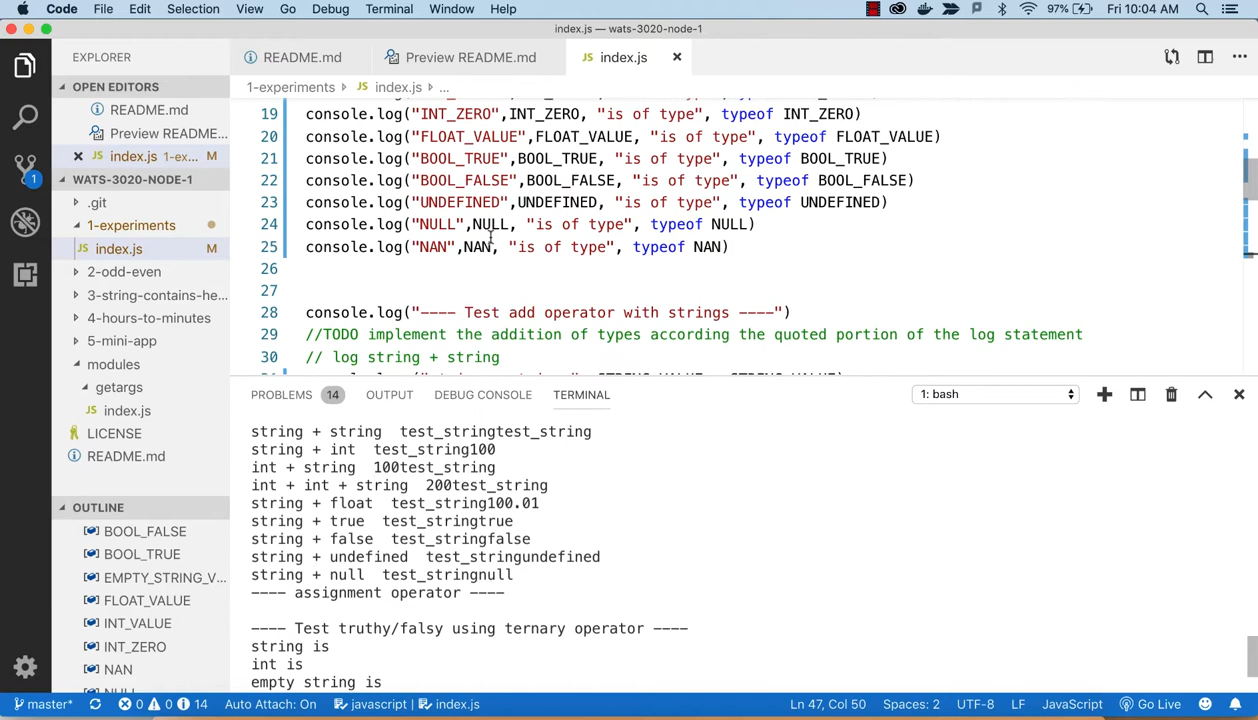 Code File Edit Selection View Go Debug Terminal Window Help 97% Fri 10:04 AM
index.js — wats-3020-node-1
EXPLORER
README.md
Preview README.md
JS index.js
1-experiments
JS index.js
...
OPEN EDITORS
README.md
Preview README...
JS index.js 1-ex... M
WATS-3020-NODE-1
.git
1-experiments
JS index.js M
2-odd-even
3-string-contains-he...
4-hours-to-minutes
5-mini-app
modules
getargs
JS index.js
LICENSE
README.md
1
OUTLINE
BOOL_FALSE
BOOL_TRUE
EMPTY_STRING_V...
FLOAT_VALUE
INT_VALUE
INT_ZERO
NAN
19 console.log("INT_ZERO",INT_ZERO, "is of type", typeof INT_ZERO)
20 console.log("FLOAT_VALUE",FLOAT_VALUE, "is of type", typeof FLOAT_VALUE)
21 console.log("BOOL_TRUE",BOOL_TRUE, "is of type", typeof BOOL_TRUE)
22 console.log("BOOL_FALSE",BOOL_FALSE, "is of type", typeof BOOL_FALSE)
23 console.log("UNDEFINED",UNDEFINED, "is of type", typeof UNDEFINED)
24 console.log("NULL",NULL, "is of type", typeof NULL)
25 console.log("NAN",NAN, "is of type", typeof NAN)
26
27
28 console.log("---- Test add operator with strings ----")
29 //TODO implement the addition of types according the quoted portion of the log statement
30 // log string + string
PROBLEMS 14 OUTPUT DEBUG CONSOLE TERMINAL 1: bash
string + string  test_stringtest_string
string + int  test_string100
int + string  100test_string
int + int + string  200test_string
string + float  test_string100.01
string + true  test_stringtrue
string + false  test_stringfalse
string + undefined  test_stringundefined
string + null  test_stringnull
---- assignment operator ----
---- Test truthy/falsy using ternary operator ----
string is
int is
empty string is
master* 0 0 14 Auto Attach: On javascript | index.js Ln 47, Col 50 Spaces: 2 UTF-8 LF JavaScript Go Live